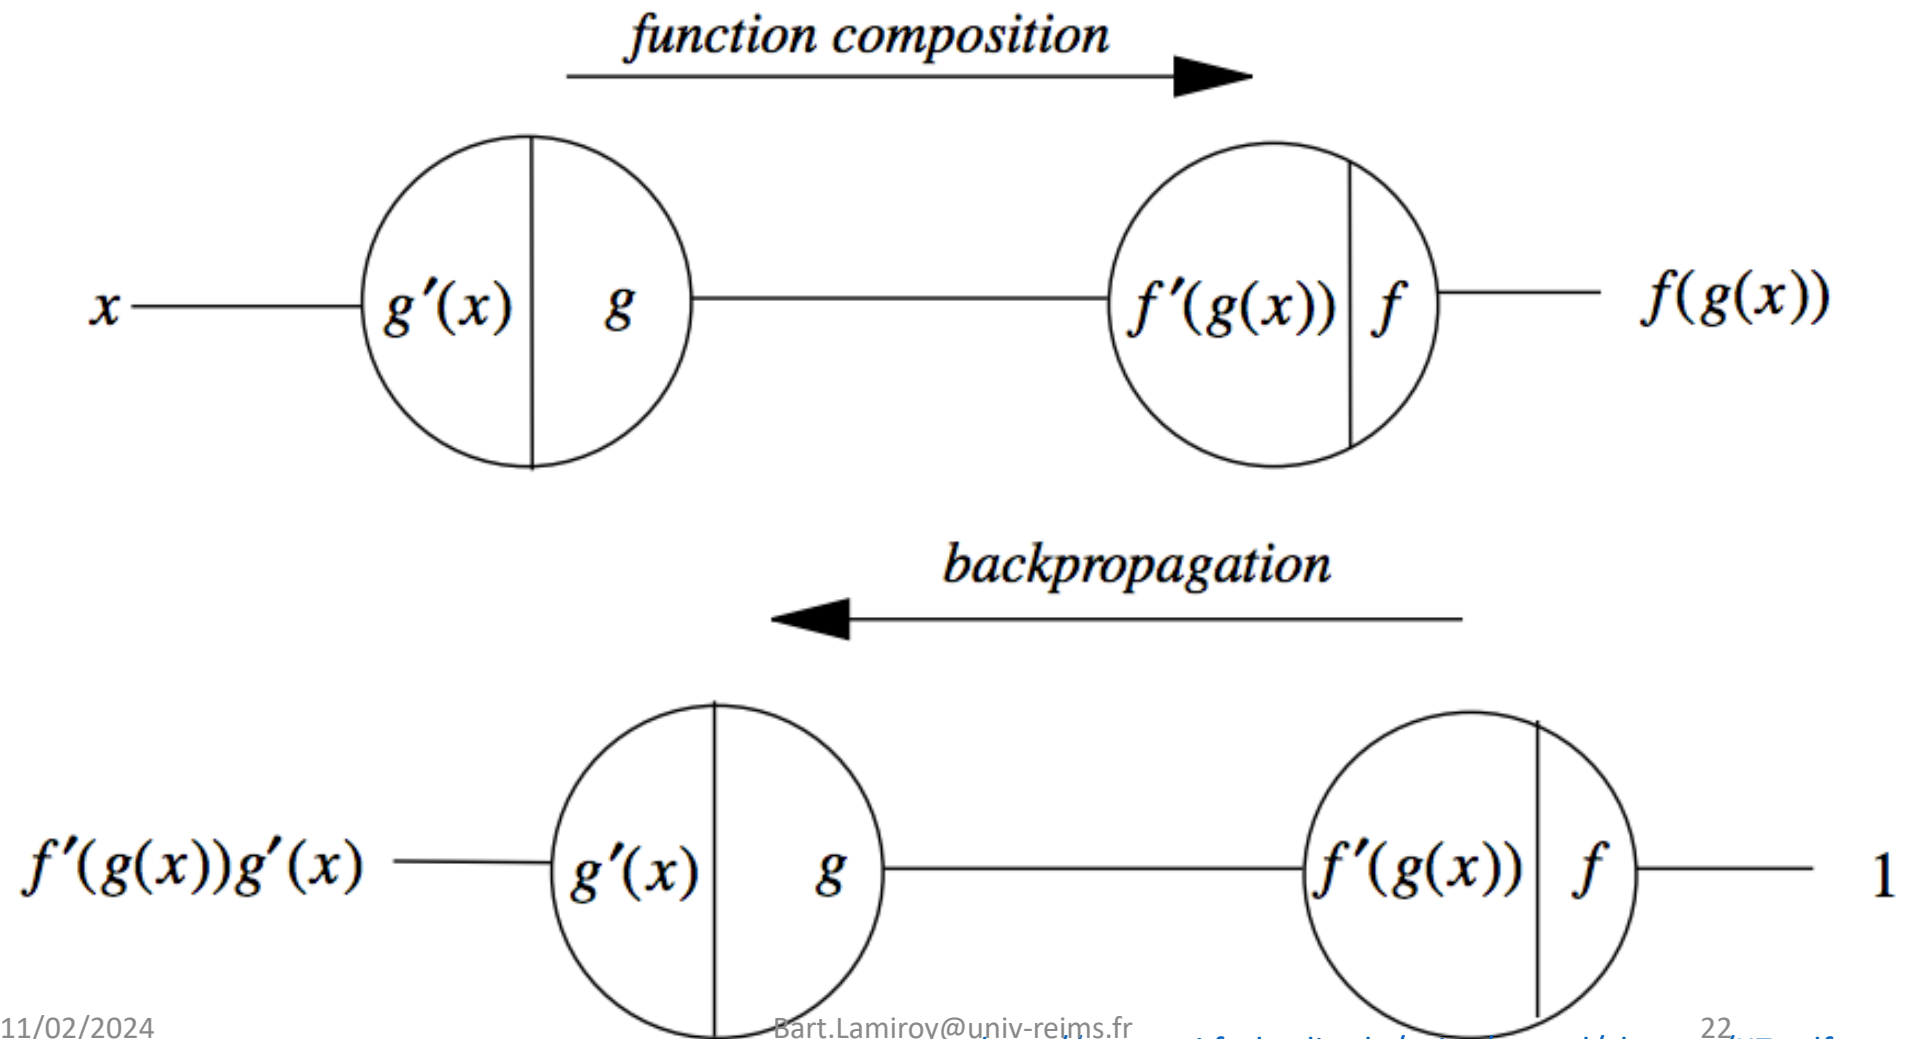 function composition
x g′(x) g f′(g(x)) f f(g(x))
backpropagation
f′(g(x))g′(x) g′(x) g f′(g(x)) f 1
11/02/2024 Bart.Lamiroy@univ-reims.fr 22